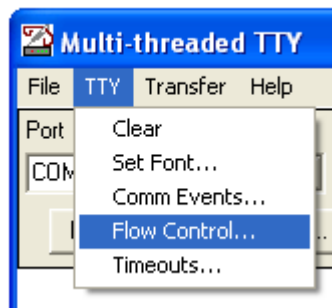 Multi-threaded TTY
File TTY Transfer Help
Port
Clear
Set Font...
Comm Events...
Flow Control...
Timeouts...